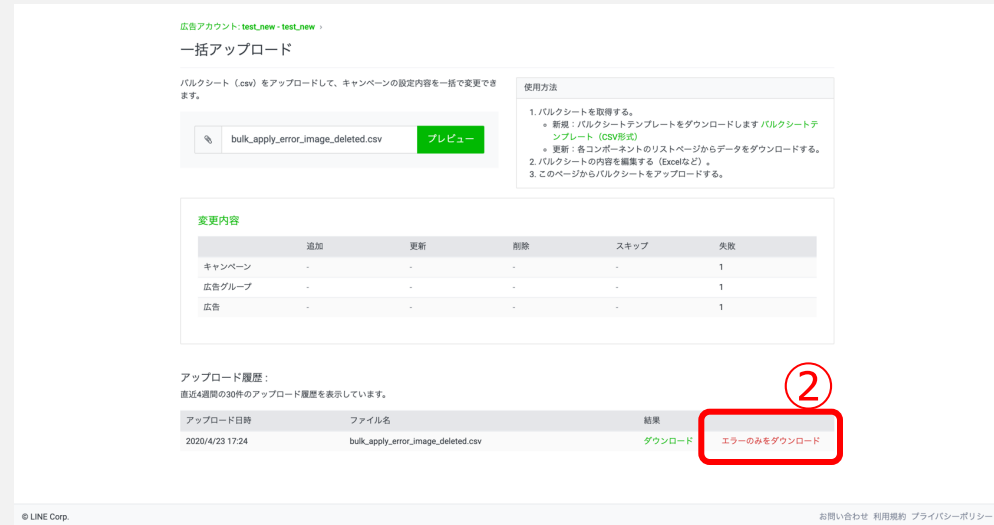 広告アカウント: test_new - test_new ›
一括アップロード
バルクシート（.csv）をアップロードして、キャンペーンの設定内容を一括で変更でき
ます。
bulk_apply_error_image_deleted.csv
プレビュー
使用方法
1. バルクシートを取得する。
新規：バルクシートテンプレートをダウンロードします バルクシートテ
ンプレート（CSV形式）
更新：各コンポーネントのリストページからデータをダウンロードする。
2. バルクシートの内容を編集する（Excelなど）。
3. このページからバルクシートをアップロードする。
変更内容
追加 更新 削除 スキップ 失敗
キャンペーン - - - - 1
広告グループ - - - - 1
広告 - - - - 1
アップロード履歴 :
直近4週間の30件のアップロード履歴を表示しています。
②
アップロード日時 ファイル名 結果
2020/4/23 17:24 bulk_apply_error_image_deleted.csv ダウンロード エラーのみをダウンロード
© LINE Corp. お問い合わせ 利用規約 プライバシーポリシー